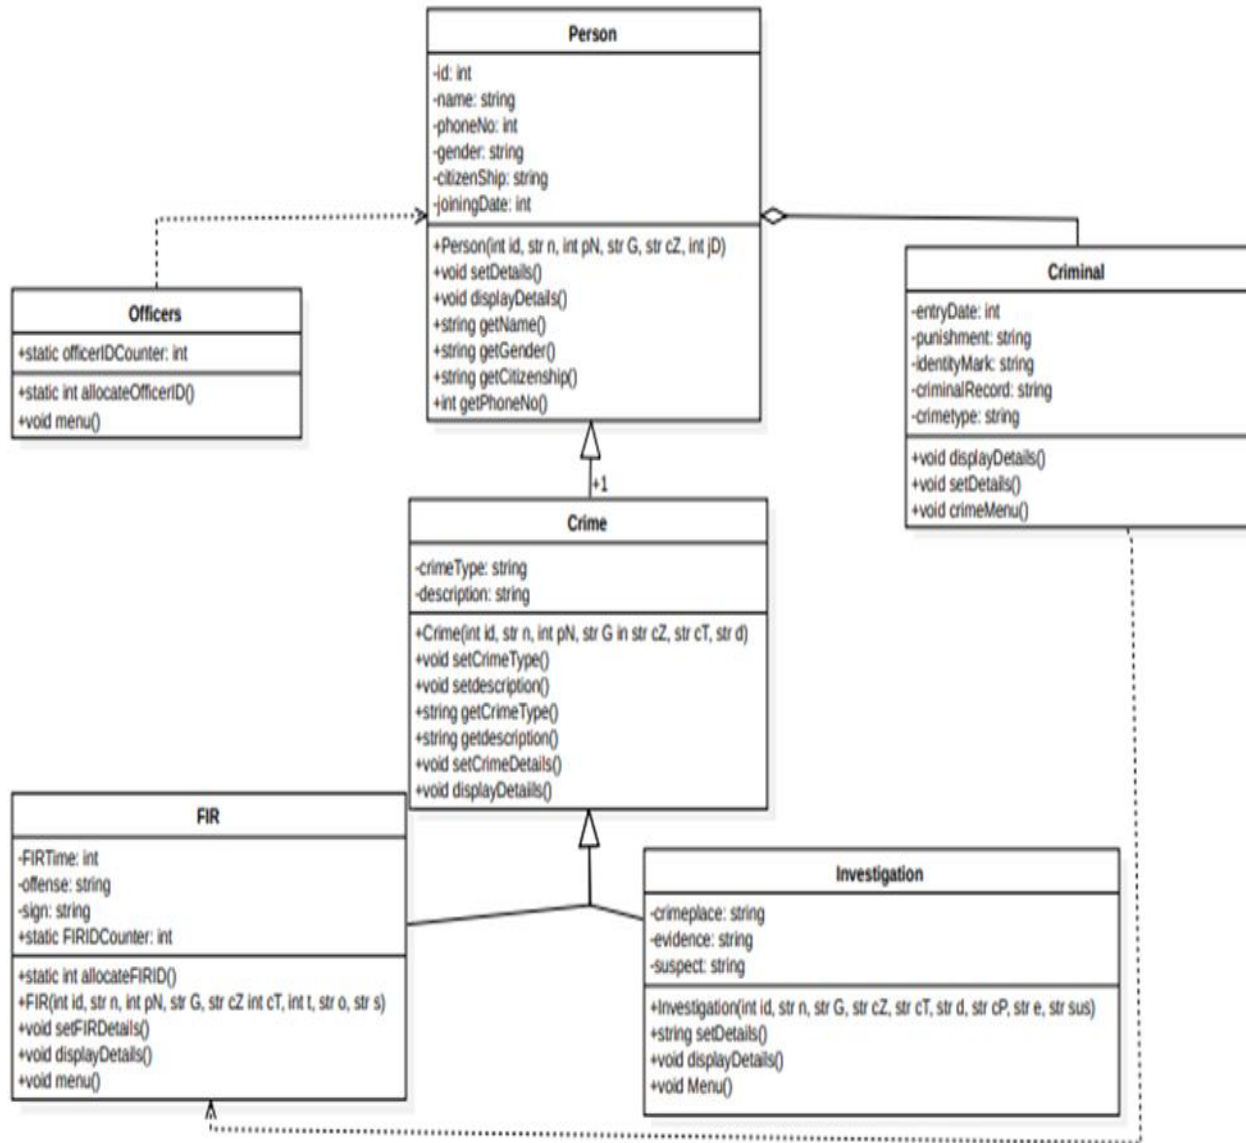 Person
-id: int
-name: string
-phoneNo: int
-gender: string
-citizenShip: string
-joiningDate: int
+Person(int id, str n, int pN, str G, str cZ, int jD)
+void setDetails()
+void displayDetails()
+string getName()
+string getGender()
+string getCitizenship()
+int getPhoneNo()
Officers
+static officerIDCounter: int
+static int allocateOfficerID()
+void menu()
Criminal
-entryDate: int
-punishment: string
-identityMark: string
-criminalRecord: string
-crimetype: string
+void displayDetails()
+void setDetails()
+void crimeMenu()
+1
Crime
-crimeType: string
-description: string
+Crime(int id, str n, int pN, str G in str cZ, str cT, str d)
+void setCrimeType()
+void setdescription()
+string getCrimeType()
+string getdescription()
+void setCrimeDetails()
+void displayDetaiils()
FIR
-FIRTime: int
-offense: string
-sign: string
+static FIRIDCounter: int
+static int allocateFIRID()
+FIR(int id, str n, int pN, str G, str cZ int cT, int t, str o, str s)
+void setFIRDetails()
+void displayDetails()
+void menu()
Investigation
-crimeplace: string
-evidence: string
-suspect: string
+Investigation(int id, str n, str G, str cZ, str cT, str d, str cP, str e, str sus)
+string setDetails()
+void displayDetails()
+void Menu()